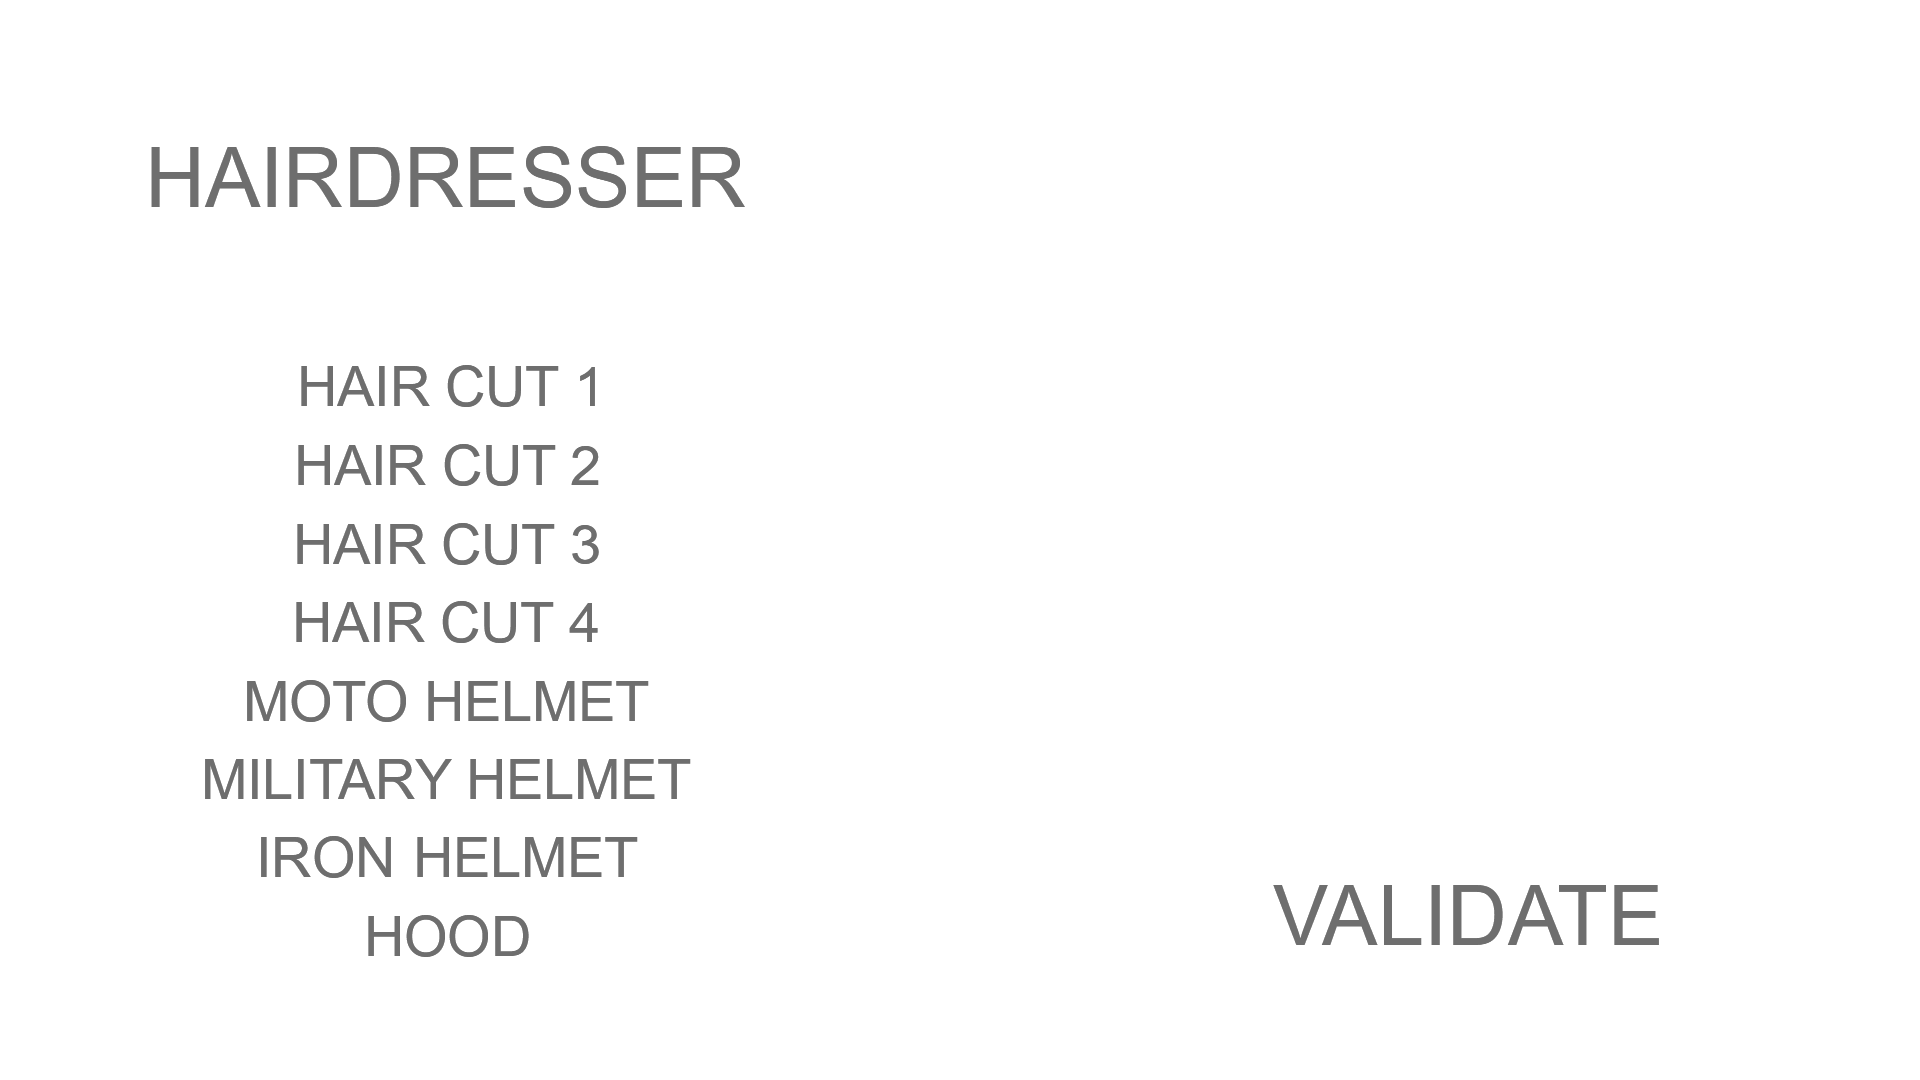 HAIRDRESSER
HAIR CUT 1
HAIR CUT 2
HAIR CUT 3
HAIR CUT 4
MOTO HELMET
MILITARY HELMET
IRON HELMET
HOOD
VALIDATE